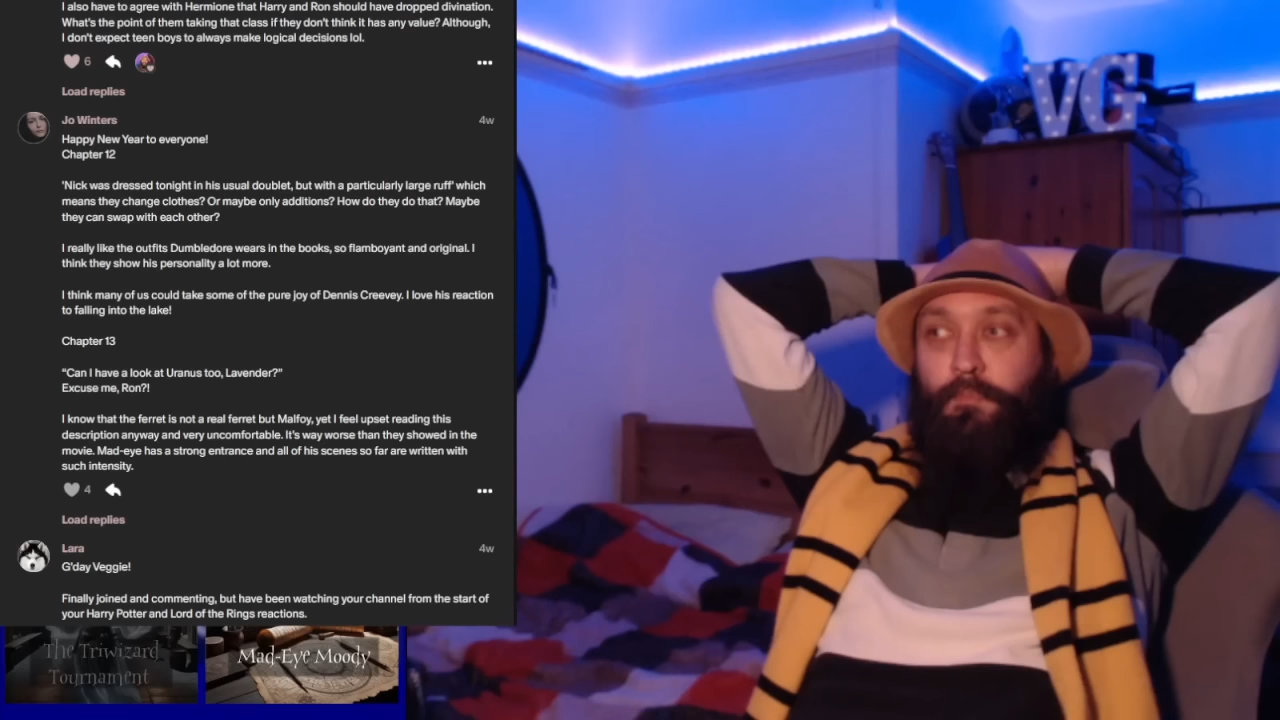 I also have to agree with Hermione that Harry and Ron should have dropped divination.
What's the point of them taking that class if they don't think it has any value? Although,
I don't expect teen boys to always make logical decisions lol.
6
Load replies
Jo Winters 4w
Happy New Year to everyone!
Chapter 12
'Nick was dressed tonight in his usual doublet, but with a particularly large ruff' which
means they change clothes? Or maybe only additions? How do they do that? Maybe
they can swap with each other?
I really like the outfits Dumbledore wears in the books, so flamboyant and original. I
think they show his personality a lot more.
I think many of us could take some of the pure joy of Dennis Creevey. I love his reaction
to falling into the lake!
Chapter 13
"Can I have a look at Uranus too, Lavender?"
Excuse me, Ron?!
I know that the ferret is not a real ferret but Malfoy, yet I feel upset reading this
description anyway and very uncomfortable. It's way worse than they showed in the
movie. Mad-eye has a strong entrance and all of his scenes so far are written with
such intensity.
4
Load replies
Lara 4w
G'day Veggie!
Finally joined and commenting, but have been watching your channel from the start of
your Harry Potter and Lord of the Rings reactions.
The Triwizard
Tournament
Mad-Eye Moody
VG